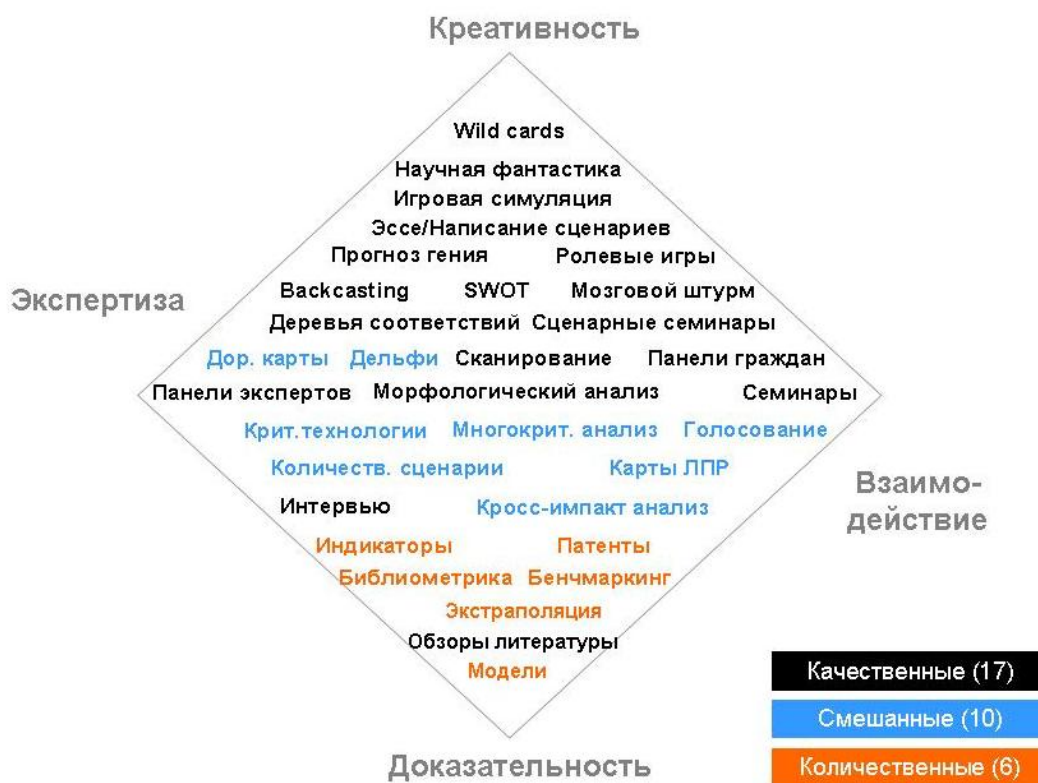 Креативность
Wild cards
Научная фантастика
Игровая симуляция
Эссе/Написание сценариев
Прогноз гения Ролевые игры
Экспертиза
Backcasting SWOT Мозговой штурм
Деревья соответствий Сценарные семинары
Дор. карты Дельфи Сканирование Панели граждан
Панели экспертов Морфологический анализ Семинары
Крит.технологии Многокрит. анализ Голосование
Количеств. сценарии Карты ЛПР
Взаимо-
действие
Интервью Кросс-импакт анализ
Индикаторы Патенты
Библиометрика Бенчмаркинг
Экстраполяция
Обзоры литературы
Модели
Доказательность
Качественные (17)
Смешанные (10)
Количественные (6)